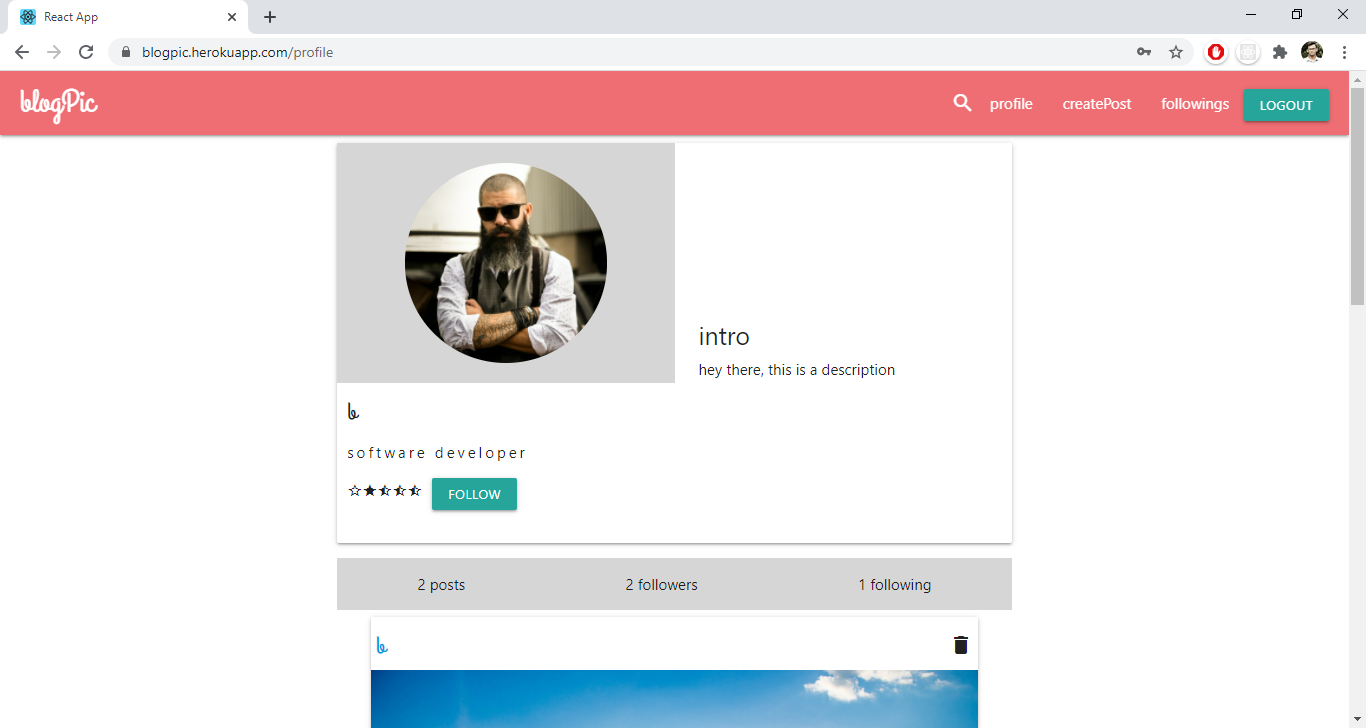 React App
blogpic.herokuapp.com/profile
blogPic
profile createPost followings LOGOUT
intro
hey there, this is a description
b
software developer
FOLLOW
2 posts 2 followers 1 following
b